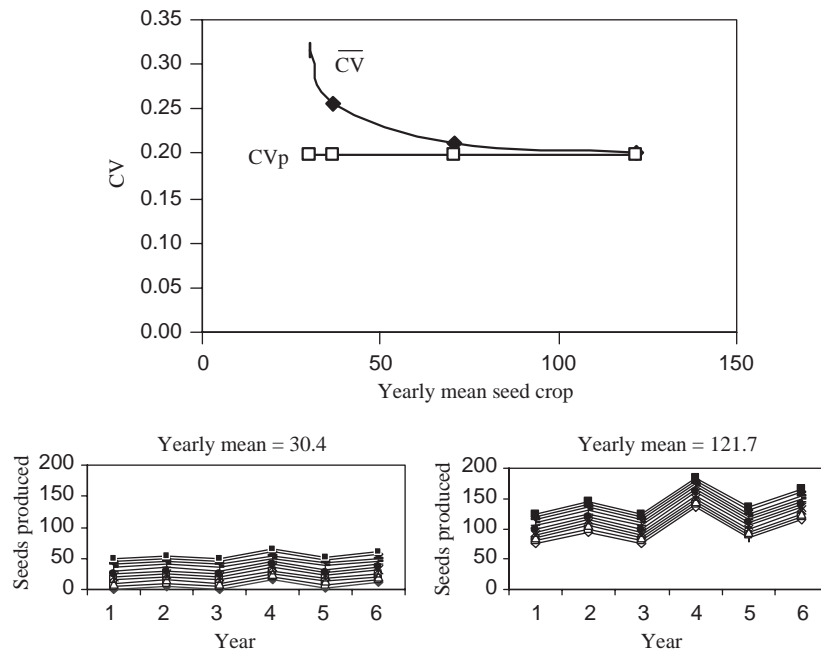 0.35
0.30
0.25
0.20
0.15
0.10
0.05
0.00
CV
CV
CVp
0
50
100
150
Yearly mean seed crop
Yearly mean = 30.4
200
150
100
50
0
Seeds produced
1 2 3 4 5 6
Year
Yearly mean = 121.7
200
150
100
50
0
Seeds produced
1 2 3 4 5 6
Year